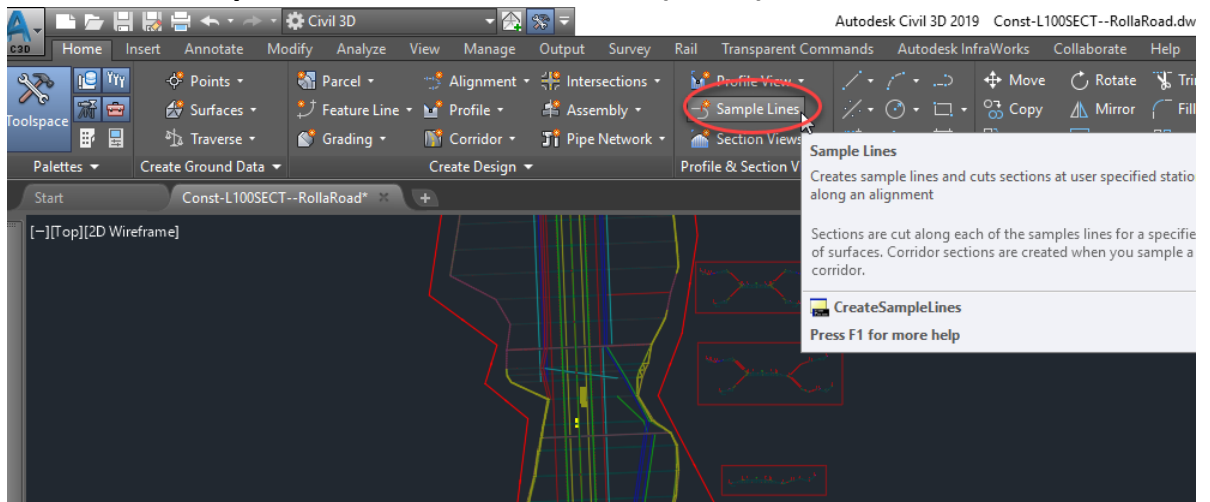 Civil 3D
Autodesk Civil 3D 2019 Const-L100SECT--RollaRoad.dw
C3D
Home Insert Annotate Modify Analyze View Manage Output Survey Rail Transparent Commands Autodesk InfraWorks Collaborate Help
Points Parcel Alignment Intersections Profile View Move Rotate Tri
Toolspace Surfaces Feature Line Profile Assembly Sample Lines Copy Mirror Fill
Traverse Grading Corridor Pipe Network Section Views
Palettes Create Ground Data Create Design Profile & Section V
Sample Lines
Creates sample lines and cuts sections at user specified statio
along an alignment
Sections are cut along each of the samples lines for a specifie
of surfaces. Corridor sections are created when you sample a
corridor.
CreateSampleLines
Press F1 for more help
Start Const-L100SECT--RollaRoad*
[−][Top][2D Wireframe]